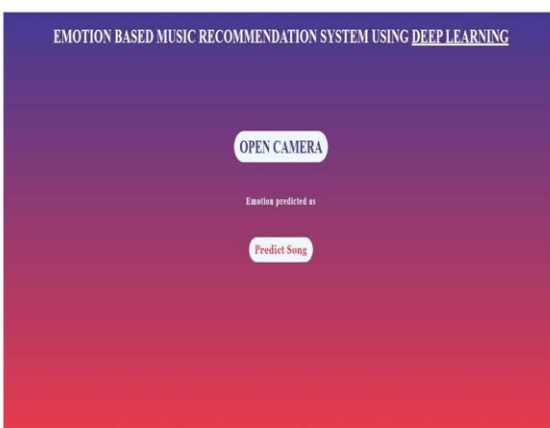 EMOTION BASED MUSIC RECOMMENDATION SYSTEM USING DEEP LEARNING
OPEN CAMERA
Emotion predicted as
Predict Song